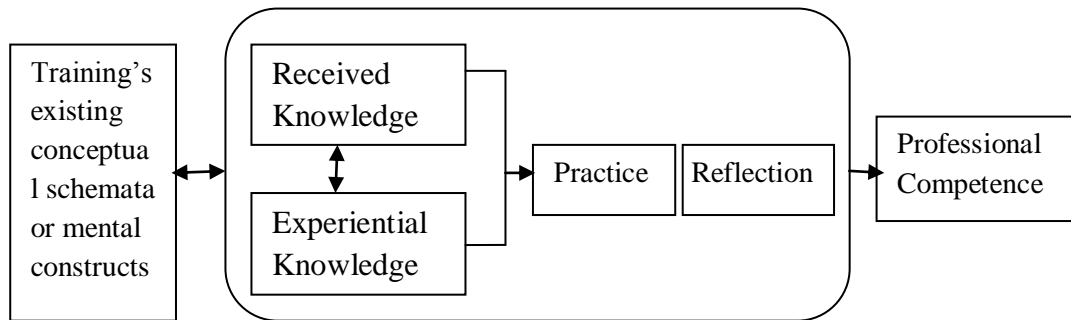 Training’s
existing
conceptua
l schemata
or mental
constructs
Received
Knowledge
Experiential
Knowledge
Practice
Reflection
Professional
Competence